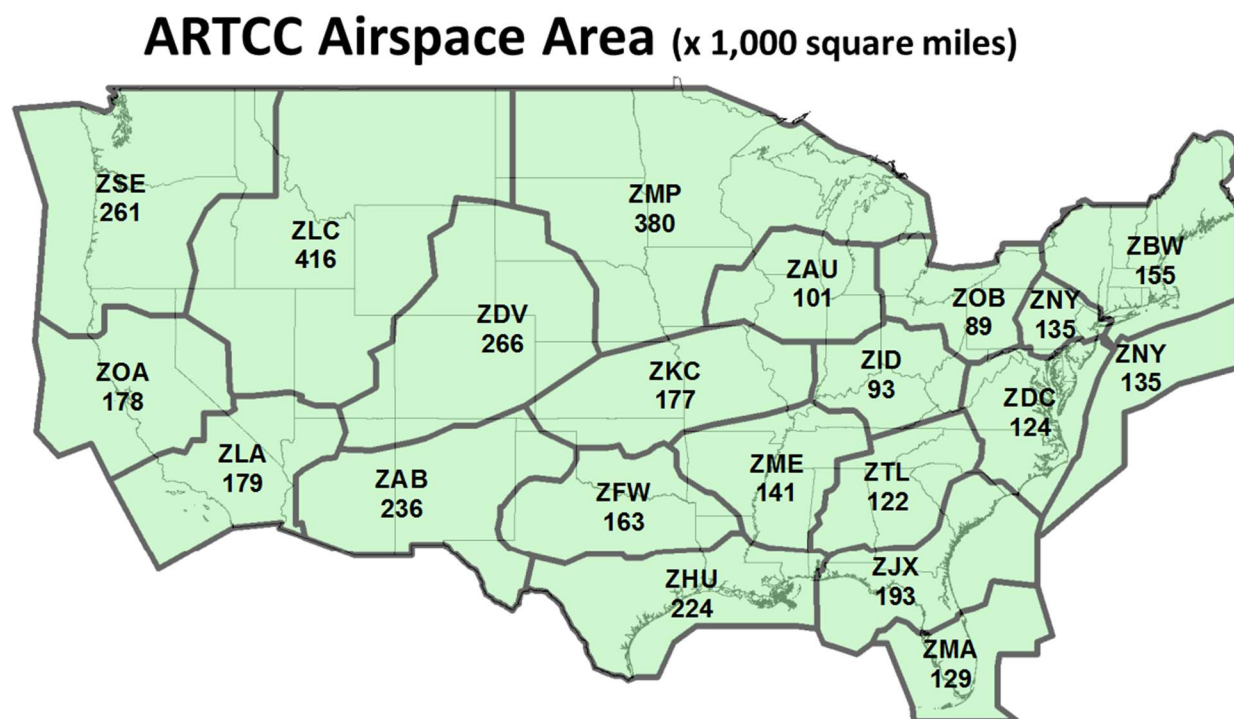 ARTCC Airspace Area (x 1,000 square miles)
ZSE
261
ZLC
416
ZMP
380
ZBW
155
ZAU
101
ZOB
89
ZNY
135
ZDV
266
ZNY
135
ZOA
178
ZKC
177
ZID
93
ZDC
124
ZLA
179
ZAB
236
ZFW
163
ZME
141
ZTL
122
ZHU
224
ZJX
193
ZMA
129